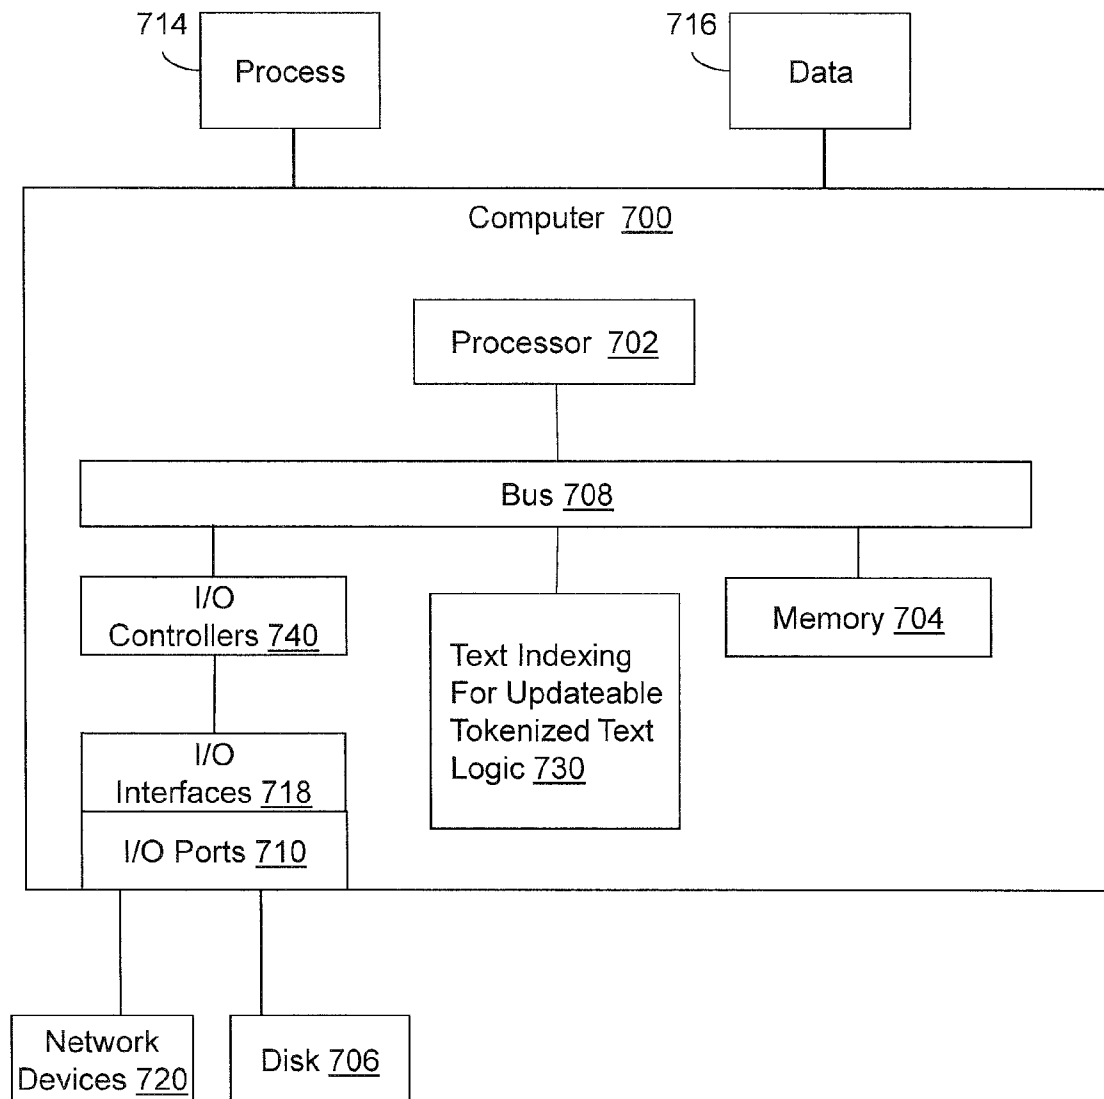 714
Process
716
Data
Computer 700
Processor 702
Bus 708
I/O
Controllers 740
Text Indexing
For Updateable
Tokenized Text
Logic 730
Memory 704
I/O
Interfaces 718
I/O Ports 710
Network
Devices 720
Disk 706